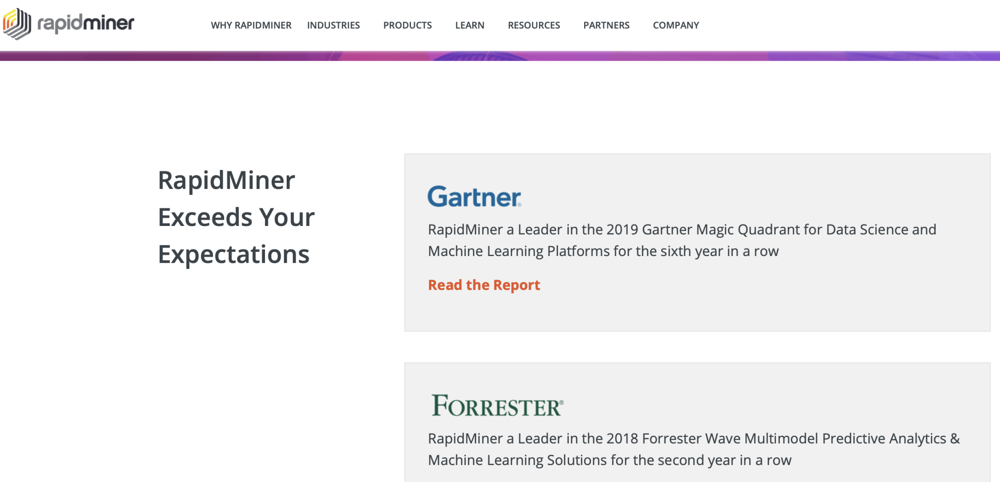 rapidminer
WHY RAPIDMINER INDUSTRIES PRODUCTS LEARN RESOURCES PARTNERS COMPANY
RapidMiner
Exceeds Your
Expectations
Gartner®
RapidMiner a Leader in the 2019 Gartner Magic Quadrant for Data Science and
Machine Learning Platforms for the sixth year in a row
Read the Report
FORRESTER®
RapidMiner a Leader in the 2018 Forrester Wave Multimodel Predictive Analytics &
Machine Learning Solutions for the second year in a row